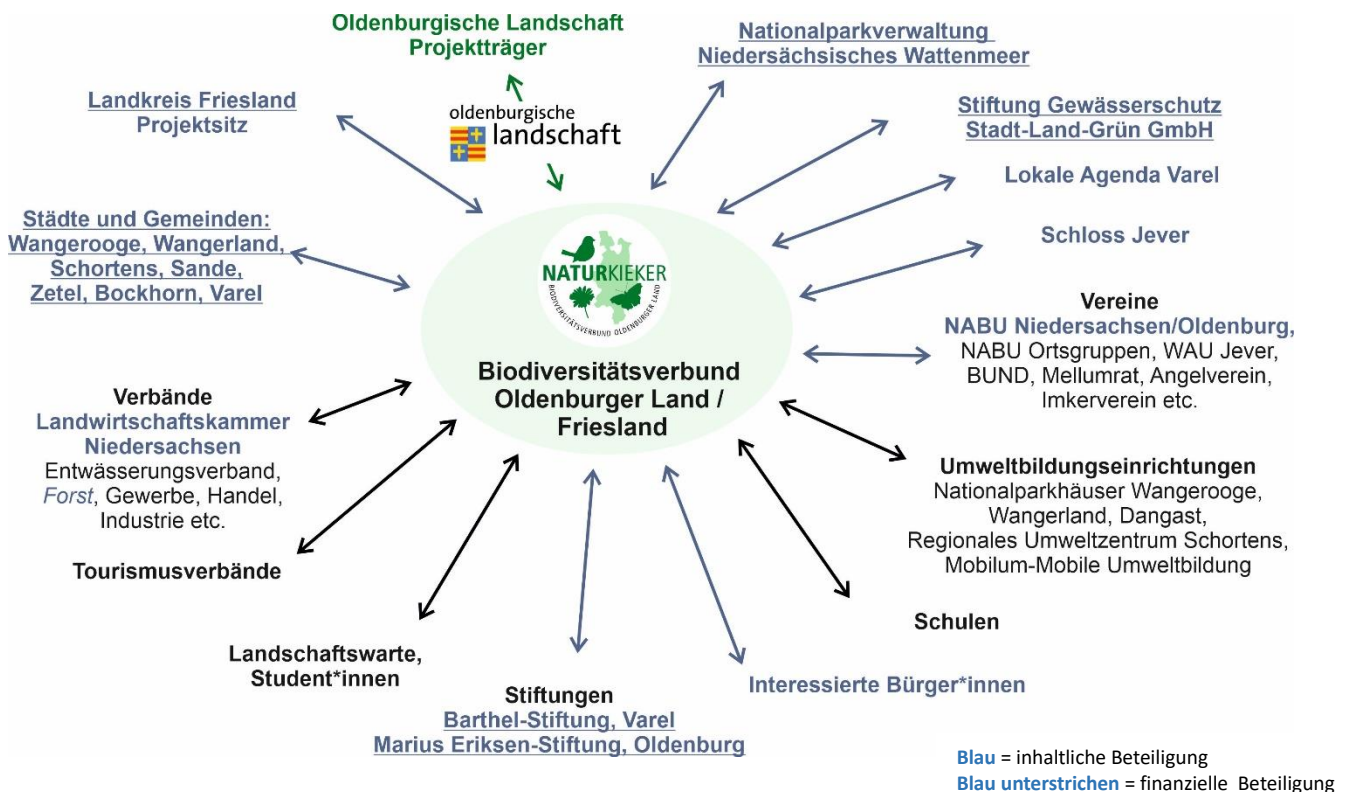 Oldenburgische Landschaft
Projektträger
oldenburgische
landschaft
Nationalparkverwaltung
Niedersächsisches Wattenmeer
Landkreis Friesland
Projektsitz
Stiftung Gewässerschutz
Stadt-Land-Grün GmbH
Lokale Agenda Varel
Schloss Jever
Städte und Gemeinden:
Wangerooge, Wangerland,
Schortens, Sande,
Zetel, Bockhorn, Varel
NATURKIEKER
BIODIVERSITÄTSVERBUND OLDENBURGER LAND
Biodiversitätsverbund
Oldenburger Land /
Friesland
Vereine
NABU Niedersachsen/Oldenburg,
NABU Ortsgruppen, WAU Jever,
BUND, Mellumrat, Angelverein,
Imkerverein etc.
Verbände
Landwirtschaftskammer
Niedersachsen
Entwässerungsverband,
Forst, Gewerbe, Handel,
Industrie etc.
Umweltbildungseinrichtungen
Nationalparkhäuser Wangerooge,
Wangerland, Dangast,
Regionales Umweltzentrum Schortens,
Mobilum-Mobile Umweltbildung
Tourismusverbände
Schulen
Landschaftswarte,
Student*innen
Stiftungen
Barthel-Stiftung, Varel
Marius Eriksen-Stiftung, Oldenburg
Interessierte Bürger*innen
Blau = inhaltliche Beteiligung
Blau unterstrichen = finanzielle Beteiligung